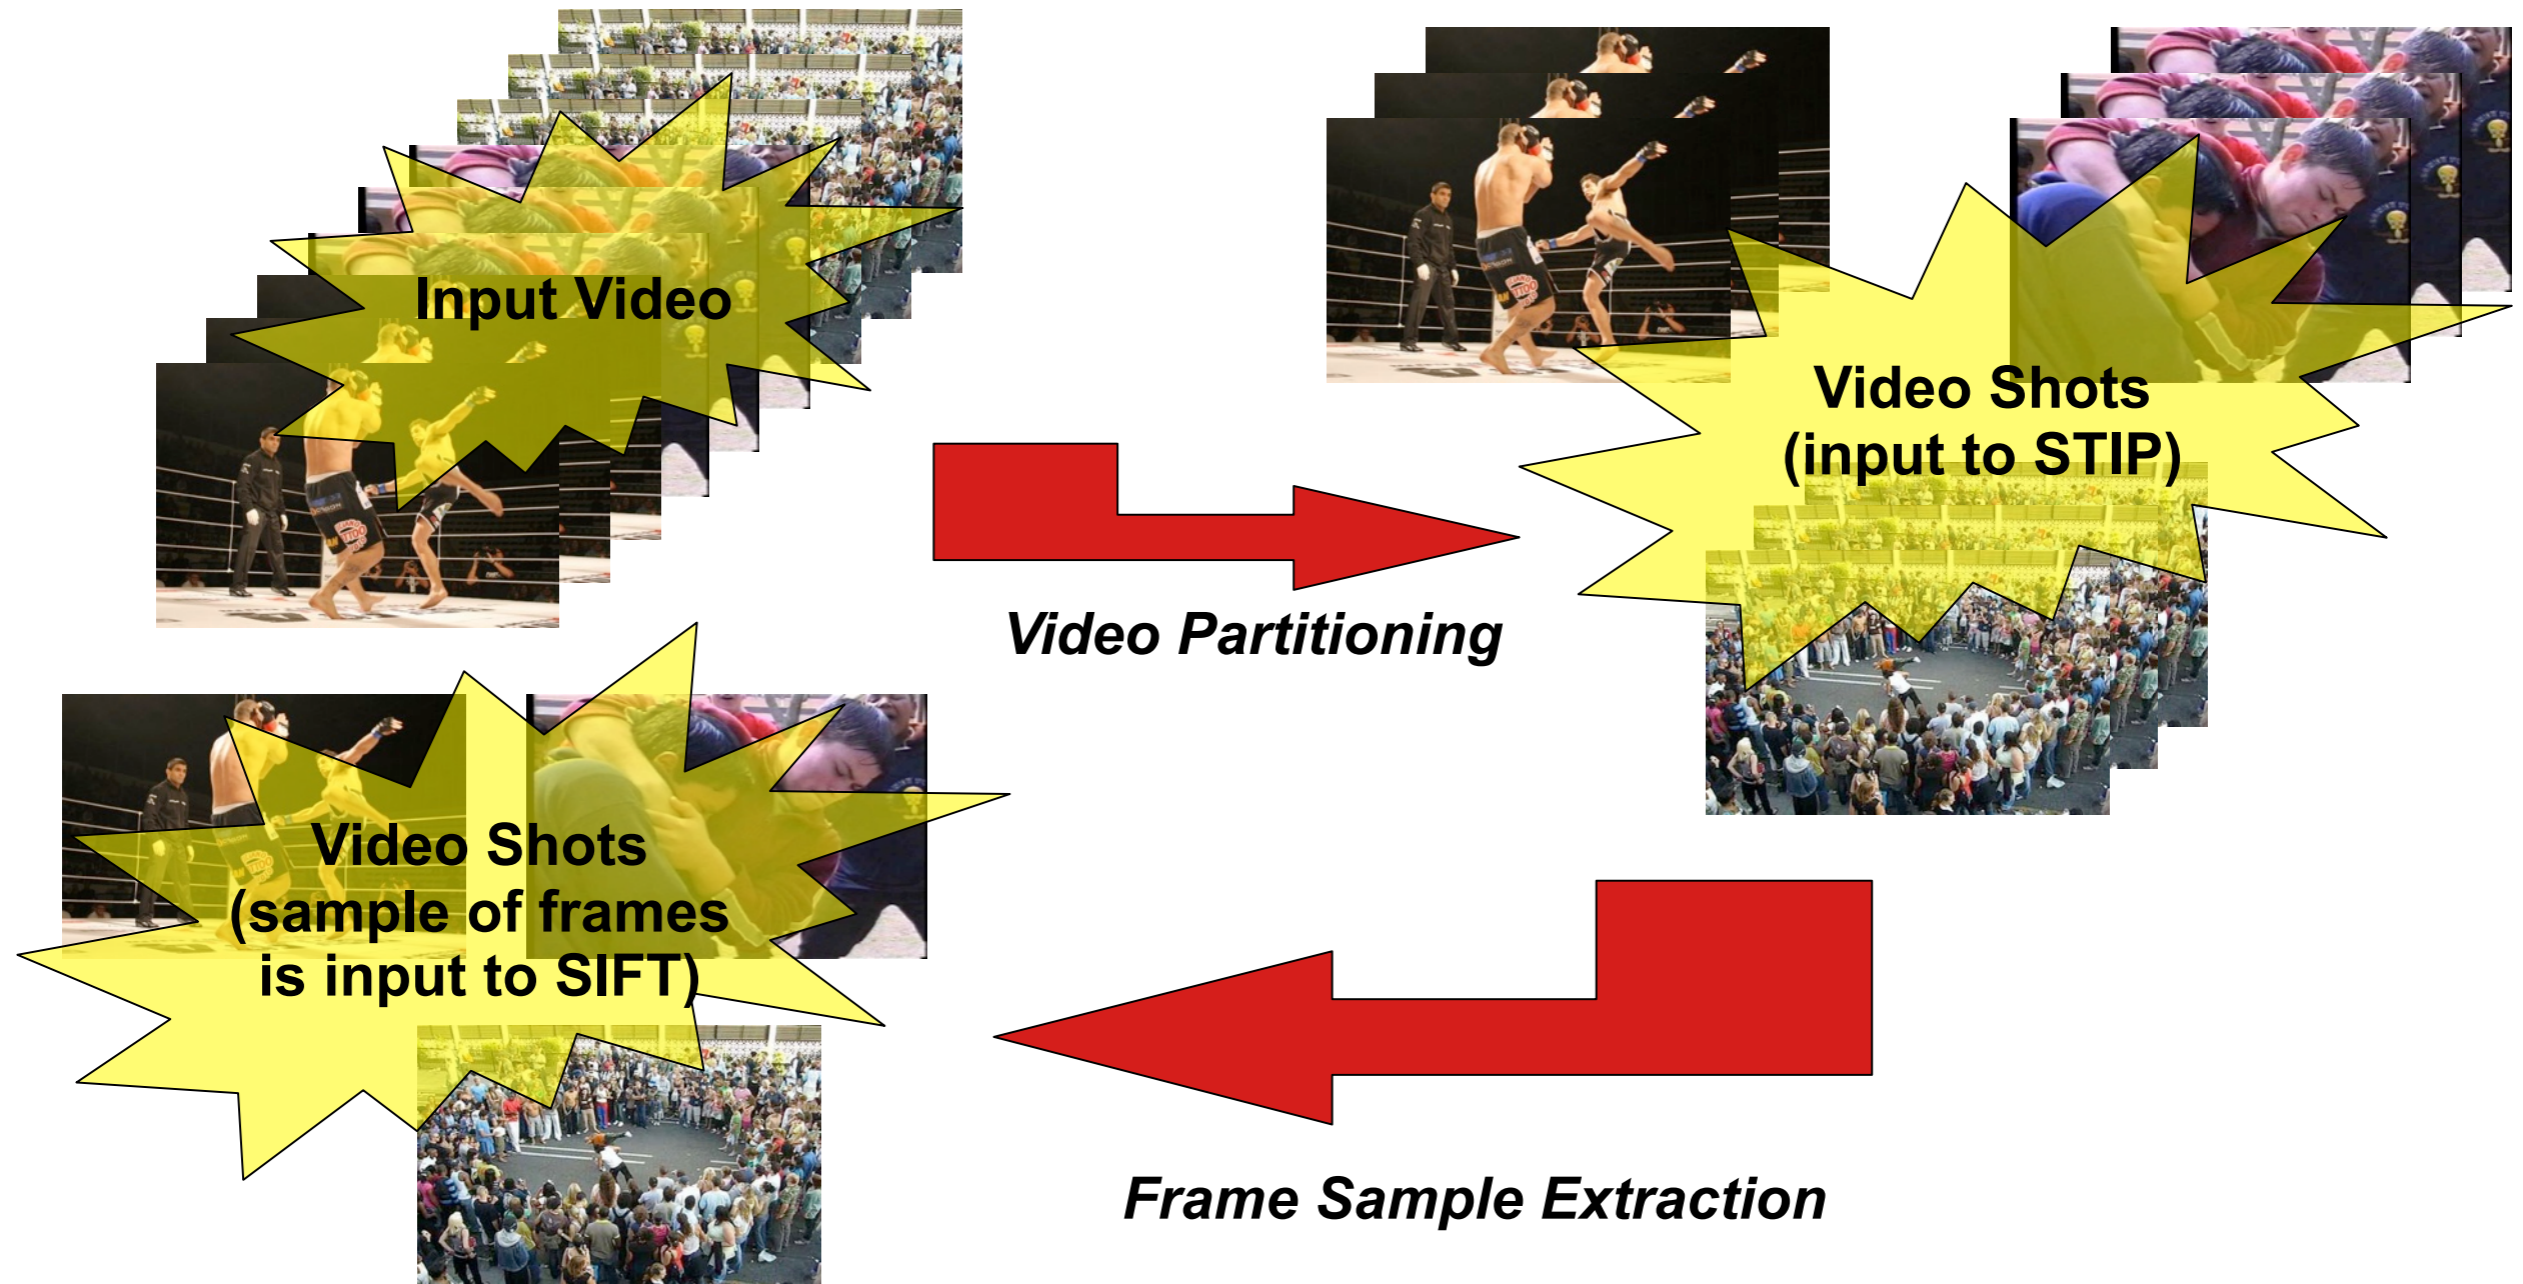 Input Video
Video Shots
(input to STIP)
Video Partitioning
Video Shots
(sample of frames
is input to SIFT)
Frame Sample Extraction